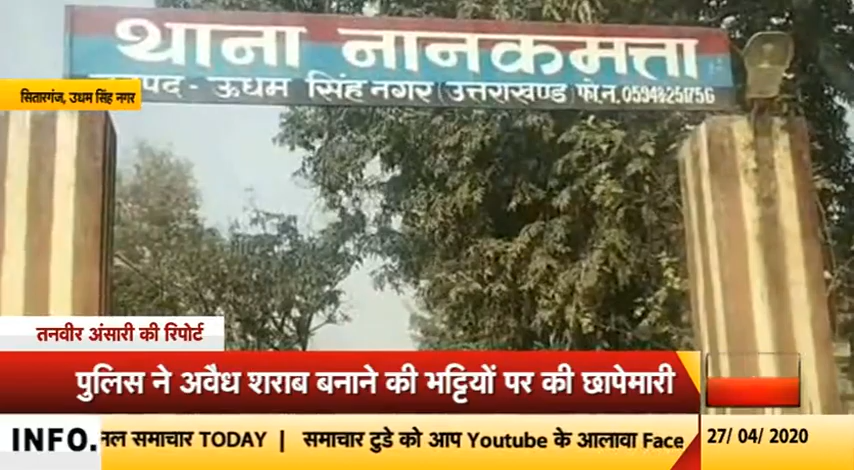 थाना नानकमत्ता
पद - ऊधम सिंह नगर (उत्तराखण्ड) फो.न. 05948251756
सितारगंज, उधम सिंह नगर
तनवीर अंसारी की रिपोर्ट
पुलिस ने अवैध शराब बनाने की भट्टियों पर की छापेमारी
INFO. नल समाचार TODAY | समाचार टुडे को आप Youtube के आलावा Face 27/ 04/ 2020